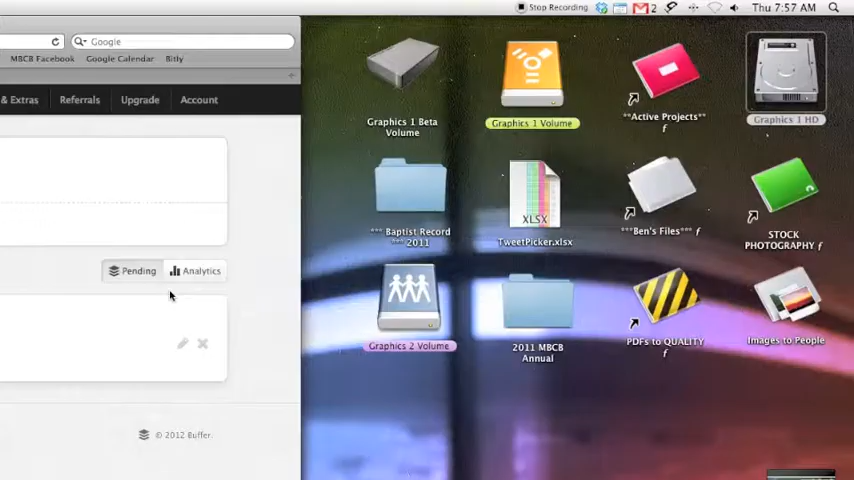 Stop Recording
2
Thu 7:57 AM
Google
MBCB Facebook
Google Calendar
Bitly
& Extras
Referrals
Upgrade
Account
Pending
Analytics
© 2012 Buffer.
Graphics 1 Beta
Volume
Graphics 1 Volume
**Active Projects**
ƒ
Graphics 1 HD
*** Baptist Record
*** 2011
XLSX
TweetPicker.xlsx
**Ben's Files** ƒ
STOCK
PHOTOGRAPHY ƒ
Graphics 2 Volume
2011 MBCB
Annual
PDFs to QUALITY
ƒ
Images to People